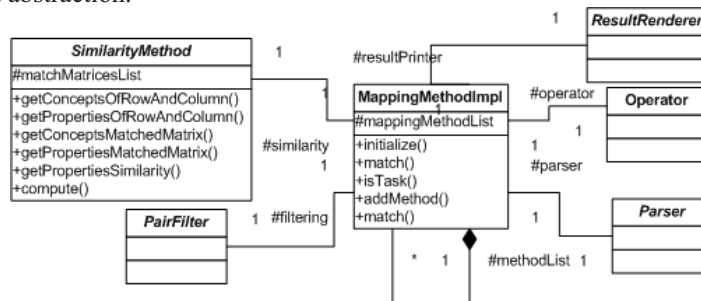 abstraction.
1
ResultRenderer
SimilarityMethod
1
#resultPrinter
#matchMatricesList
+getConceptsOfRowAndColumn()
+getPropertiesOfRowAndColumn()
+getConceptsMatchedMatrix()
+getPropertiesMatchedMatrix()
+getPropertiesSimilarity()
+compute()
1
#similarity
1
MappingMethodImpl
1
#mappingMethodList
+initialize()
+match()
+isTask()
+addMethod()
+match()
#operator
Operator
1
1
#parser
1
Parser
PairFilter
1
#filtering
*
1
#methodList
1